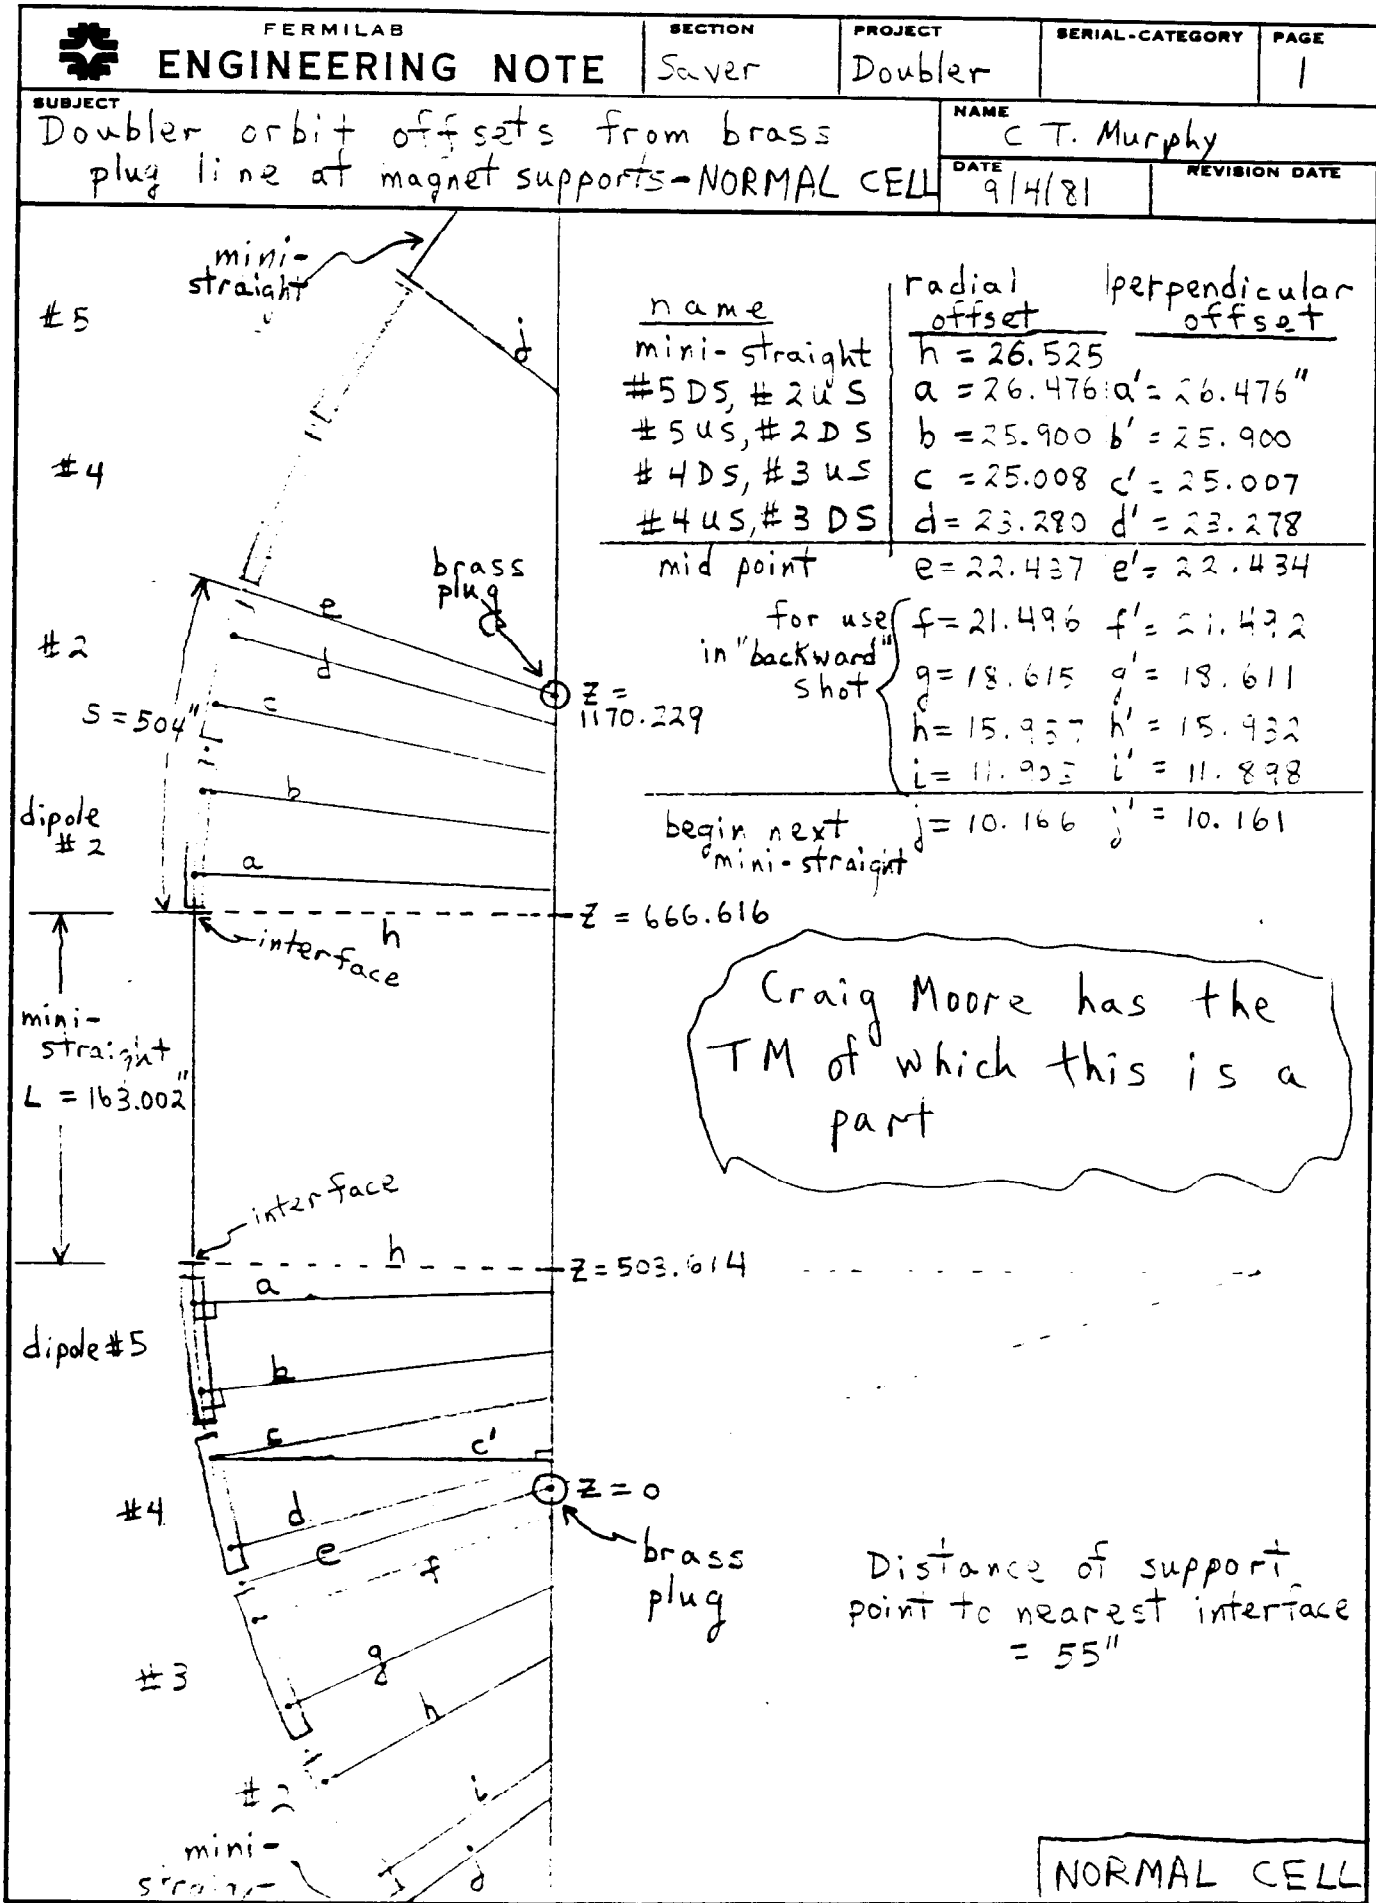 FERMILAB
ENGINEERING NOTE
SECTION
Saver
PROJECT
Doubler
SERIAL-CATEGORY
PAGE
1
SUBJECT
Doubler orbit offsets from brass
plug line at magnet supports-NORMAL CELL
NAME
C T. Murphy
DATE
9/4/81
REVISION DATE
mini-
straight
#5
j
#4
name
radial
offset
perpendicular
offset
mini-straight h = 26.525
#5 DS, #2 US a = 26.476 a' = 26.476"
#5 US, #2 DS b = 25.900 b' = 25.900
#4 DS, #3 US c = 25.008 c' = 25.007
#4 US, #3 DS d = 23.280 d' = 23.278
mid point e = 22.437 e' = 22.434
for use
in "backward"
shot
f = 21.496 f' = 21.492
g = 18.615 g' = 18.611
h = 15.937 h' = 15.932
i = 11.903 i' = 11.898
begin next
mini-straight
j = 10.166 j' = 10.161
brass
plug
e
#2
d
Z =
1170.229
S = 504"
c
b
dipole
#2
a
Z = 666.616
h
interface
mini-
straight
L = 163.002"
Craig Moore has the
TM of which this is a
part
interface
h
Z = 503.614
a
dipole #5
b
c
c'
#4
d
Z = 0
e
f
brass
plug
Distance of support
point to nearest interface
= 55"
g
#3
h
#2
i
j
mini-
NORMAL CELL